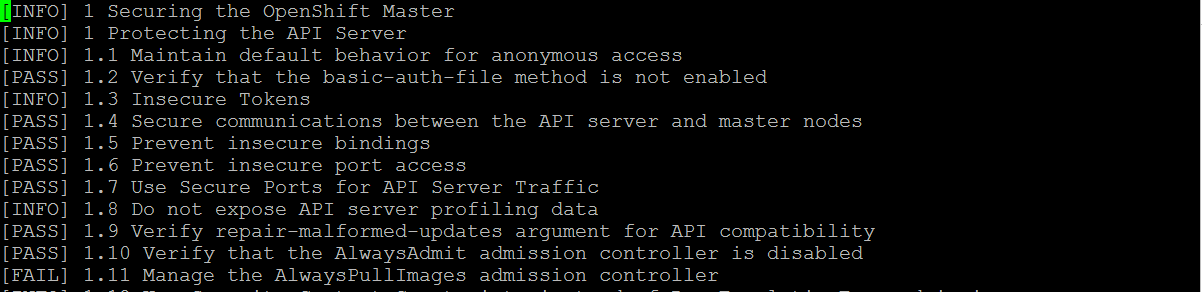 [INFO] 1 Securing the OpenShift Master
[INFO] 1 Protecting the API Server
[INFO] 1.1 Maintain default behavior for anonymous access
[PASS] 1.2 Verify that the basic-auth-file method is not enabled
[INFO] 1.3 Insecure Tokens
[PASS] 1.4 Secure communications between the API server and master nodes
[PASS] 1.5 Prevent insecure bindings
[PASS] 1.6 Prevent insecure port access
[PASS] 1.7 Use Secure Ports for API Server Traffic
[INFO] 1.8 Do not expose API server profiling data
[PASS] 1.9 Verify repair-malformed-updates argument for API compatibility
[PASS] 1.10 Verify that the AlwaysAdmit admission controller is disabled
[FAIL] 1.11 Manage the AlwaysPullImages admission controller